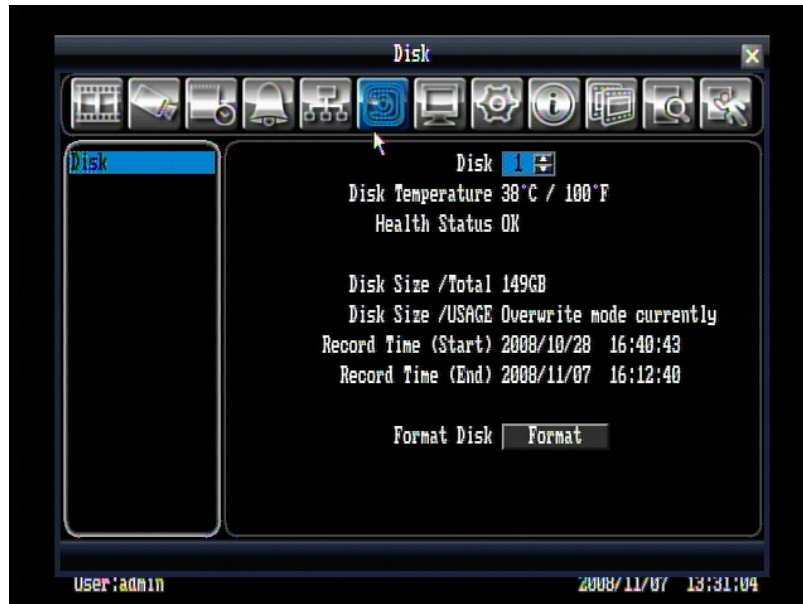 Disk
Disk
Disk 1
Disk Temperature 38°C / 100°F
Health Status OK
Disk Size /Total 149GB
Disk Size /USAGE Overwrite mode currently
Record Time (Start) 2008/10/28 16:40:43
Record Time (End) 2008/11/07 16:12:40
Format Disk Format
User:admin 2008/11/07 13:31:04